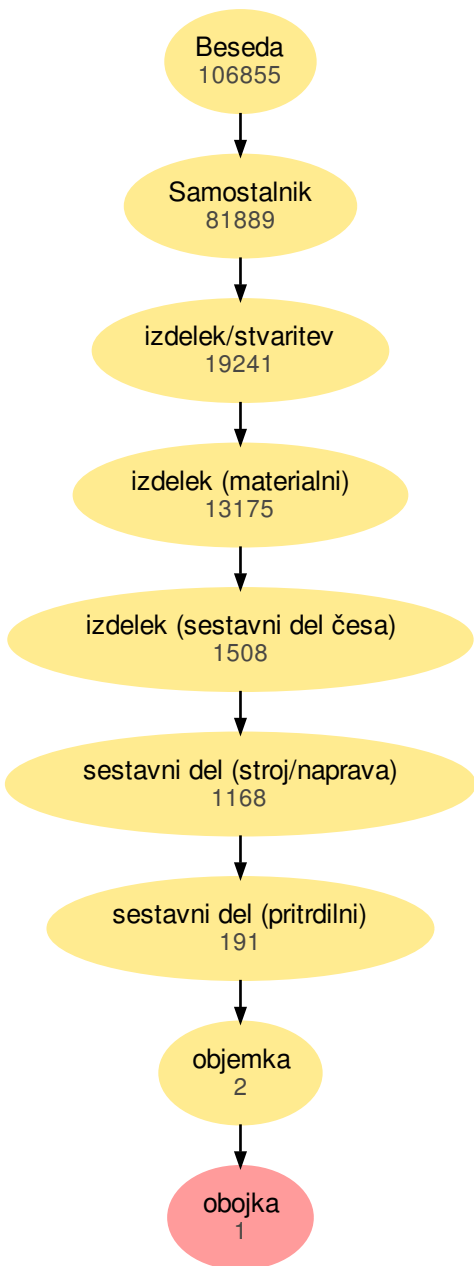 Beseda
106855
Samostalnik
81889
izdelek/stvaritev
19241
izdelek (materialni)
13175
izdelek (sestavni del česa)
1508
sestavni del (stroj/naprava)
1168
sestavni del (pritrdilni)
191
objemka
2
obojka
1